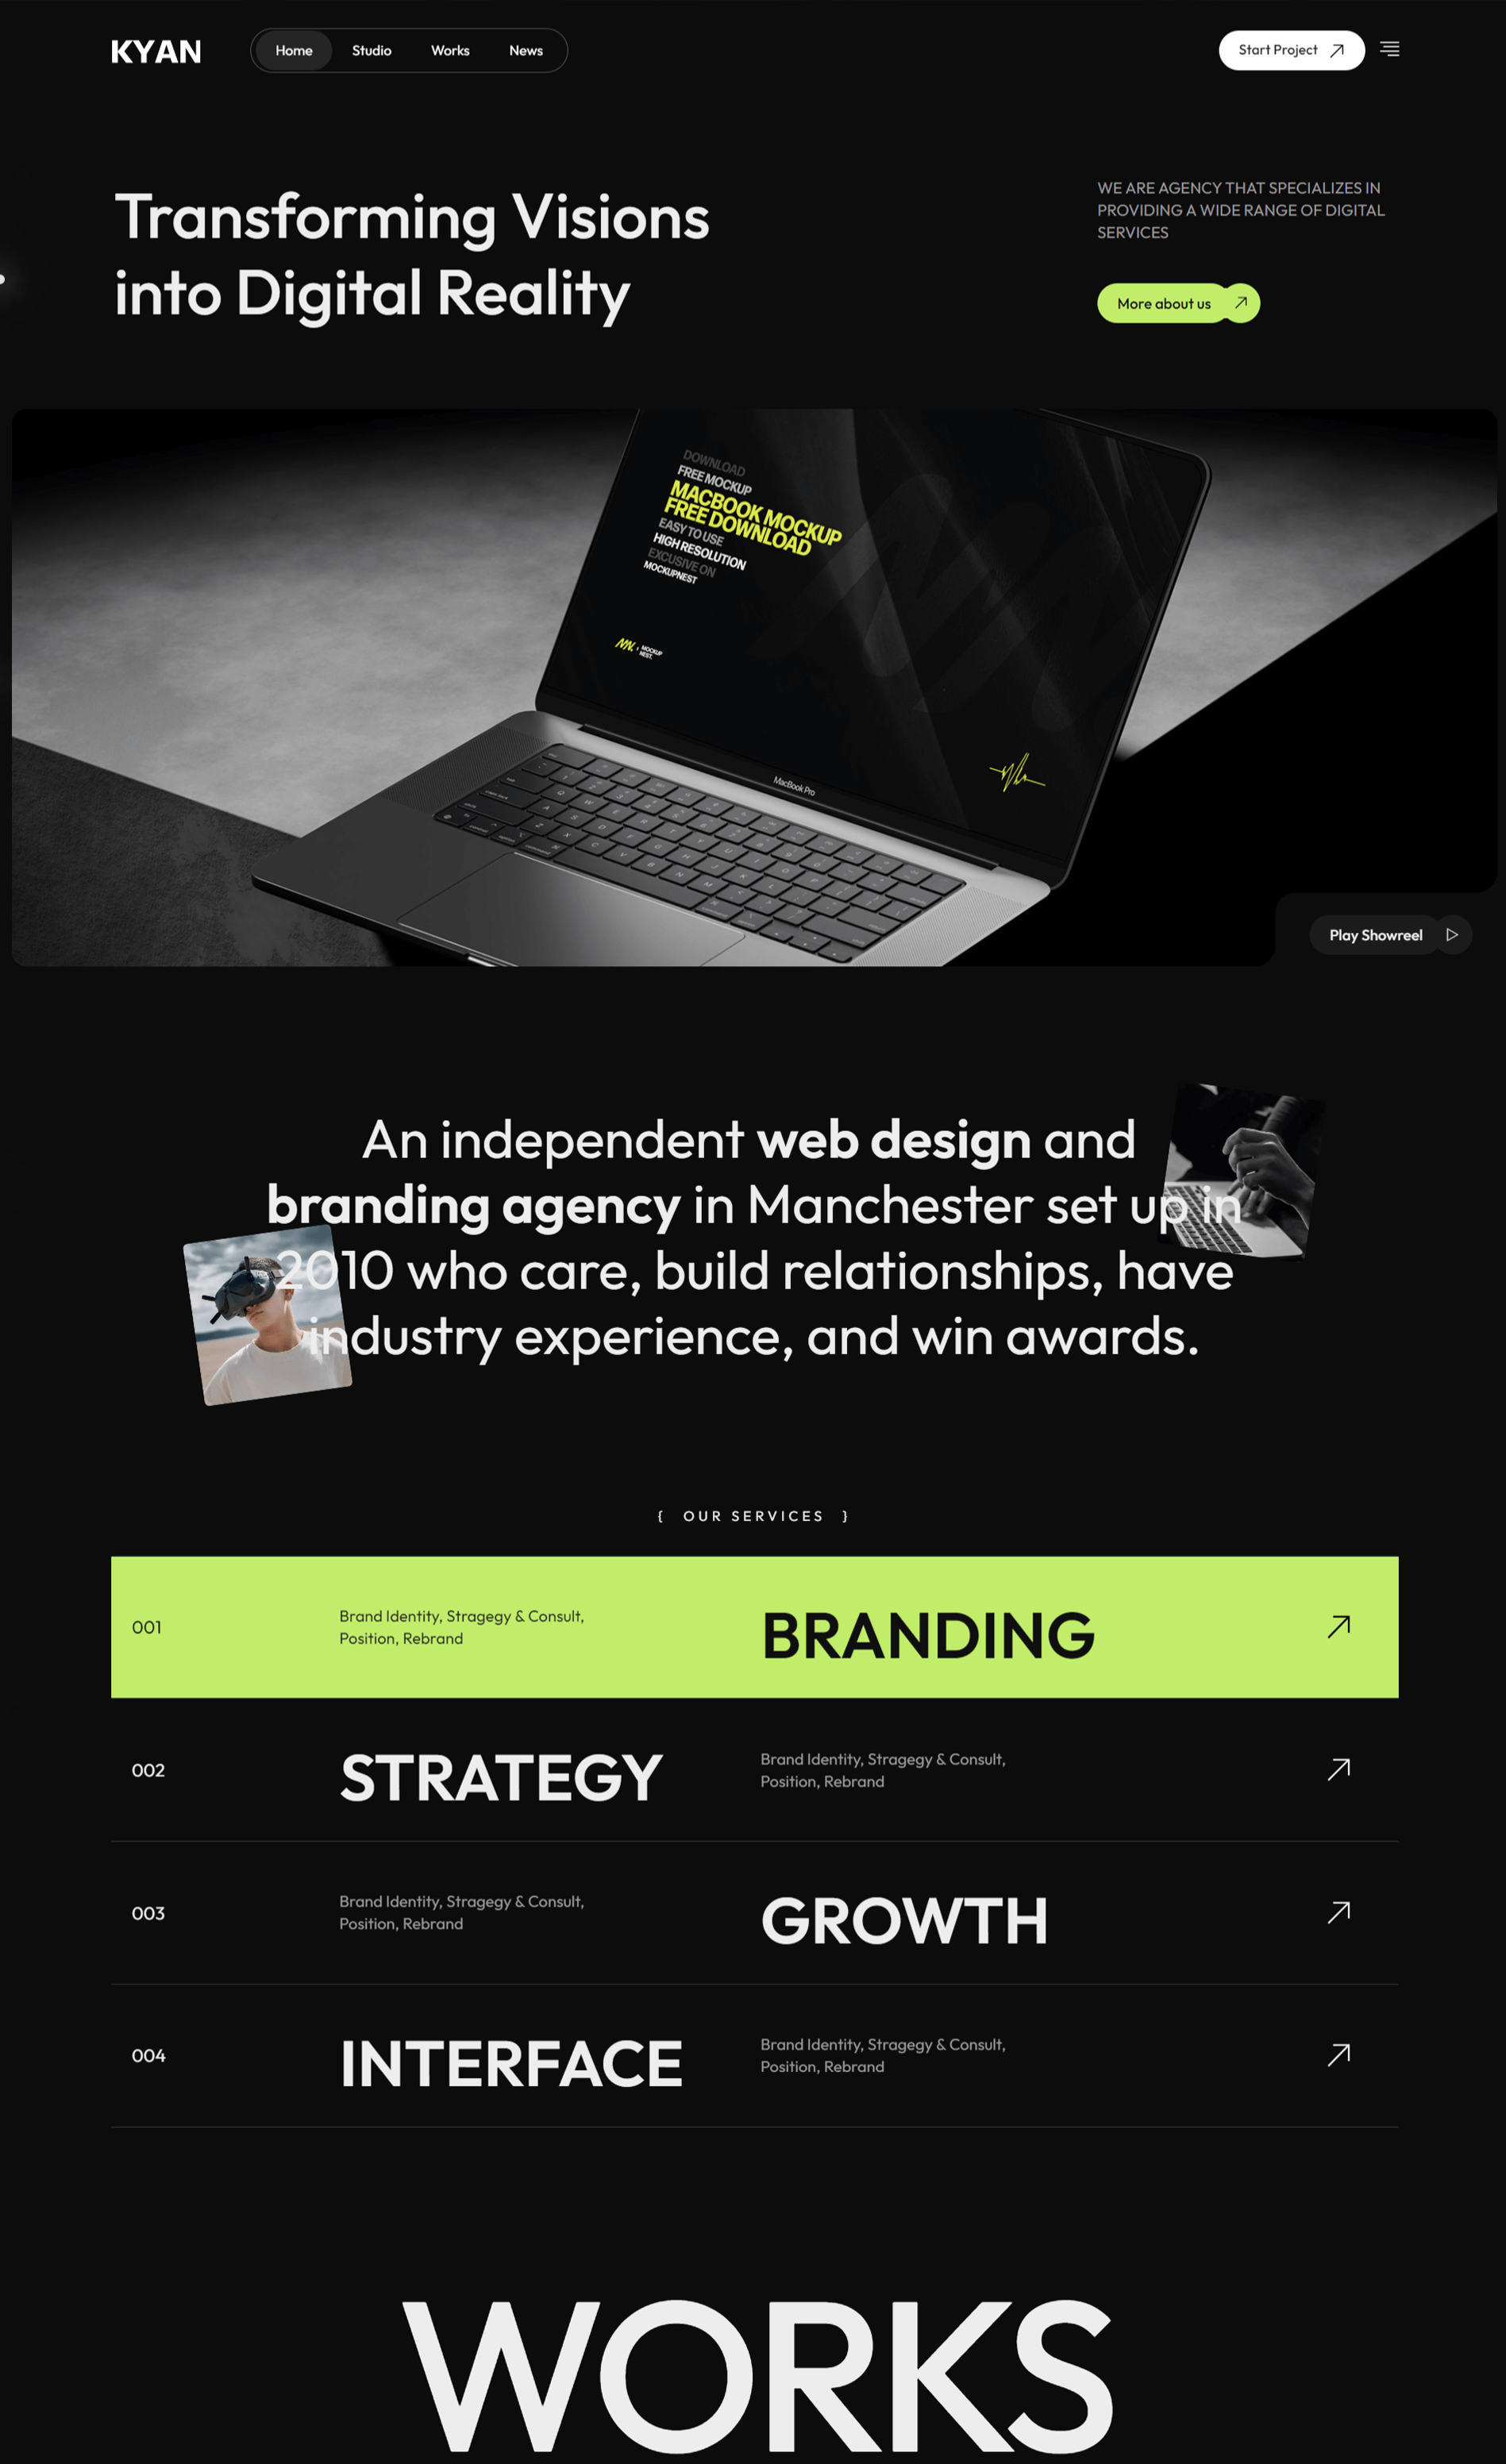 KYAN
Home
Studio
Works
News
Start Project
Transforming Visions
into Digital Reality
WE ARE AGENCY THAT SPECIALIZES IN
PROVIDING A WIDE RANGE OF DIGITAL
SERVICES
More about us
DOWNLOAD
FREE MOCKUP
MACBOOK MOCKUP
FREE DOWNLOAD
EASY TO USE
HIGH RESOLUTION
EXCUSIVE ON
MOCKUPNEST
MOCKUP
NEST.
MacBook Pro
Play Showreel
An independent web design and
branding agency in Manchester set up in
2010 who care, build relationships, have
industry experience, and win awards.
{ OUR SERVICES }
001
Brand Identity, Stragegy & Consult,
Position, Rebrand
BRANDING
002
STRATEGY
Brand Identity, Stragegy & Consult,
Position, Rebrand
003
Brand Identity, Stragegy & Consult,
Position, Rebrand
GROWTH
004
INTERFACE
Brand Identity, Stragegy & Consult,
Position, Rebrand
WORKS